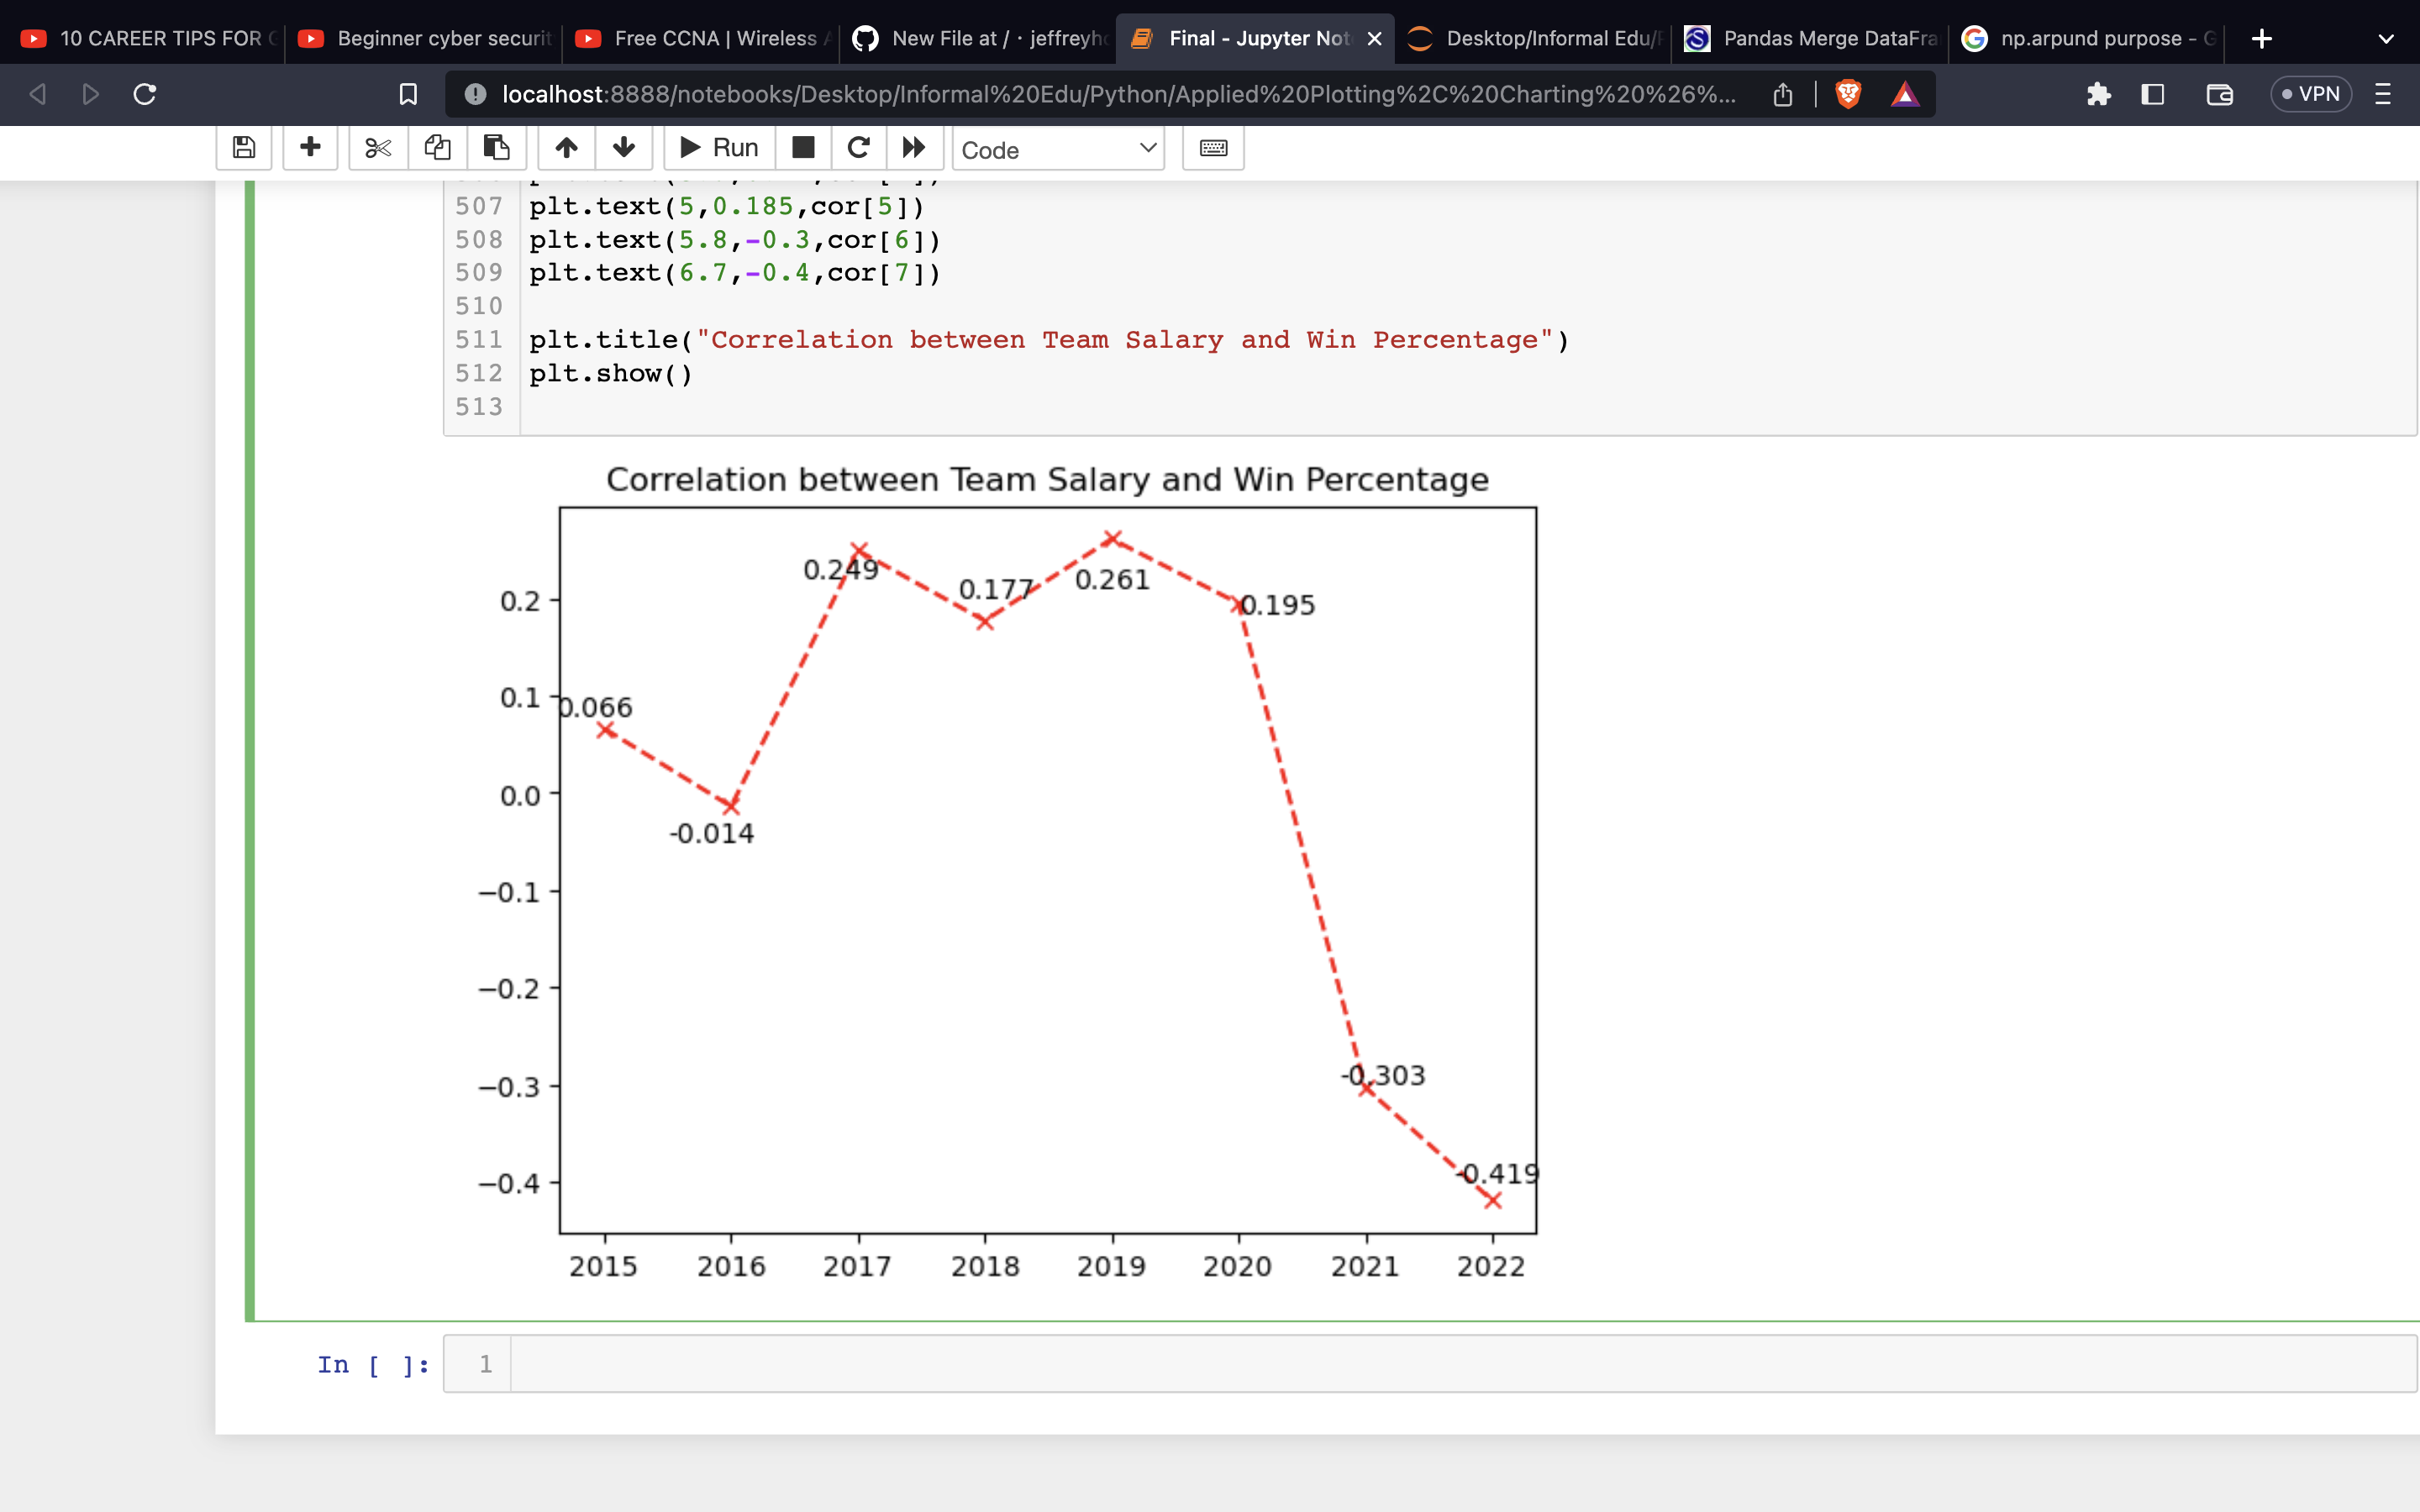 10 CAREER TIPS FOR
Beginner cyber securit
Free CCNA | Wireless
New File at / · jeffreyh
Final - Jupyter Not
Desktop/Informal Edu/
Pandas Merge DataFra
np.arpund purpose - G
localhost:8888/notebooks/Desktop/Informal%20Edu/Python/Applied%20Plotting%2C%20Charting%20%26%...
VPN
Run
Code
507 plt.text(5,0.185,cor[5])
508 plt.text(5.8,-0.3,cor[6])
509 plt.text(6.7,-0.4,cor[7])
510
511 plt.title("Correlation between Team Salary and Win Percentage")
512 plt.show()
513
Correlation between Team Salary and Win Percentage
0.249
0.177
0.261
0.2
0.195
0.1
0.066
0.0
-0.014
−0.1
−0.2
−0.3
-0.303
−0.4
-0.419
2015 2016 2017 2018 2019 2020 2021 2022
In [ ]: 1